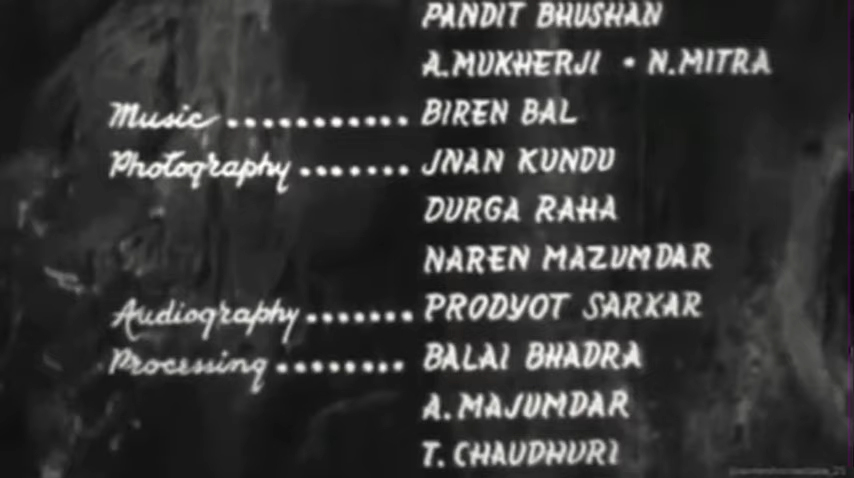 PANDIT BHUSHAN
A. MUKHERJI • N. MITRA
Music ........... BIREN BAL
Photography ....... JNAN KUNDU
DURGA RAHA
NAREN MAZUMDAR
Audiography ....... PRODYOT SARKAR
Processing ........ BALAI BHADRA
A. MAJUMDAR
T. CHAUDHURI